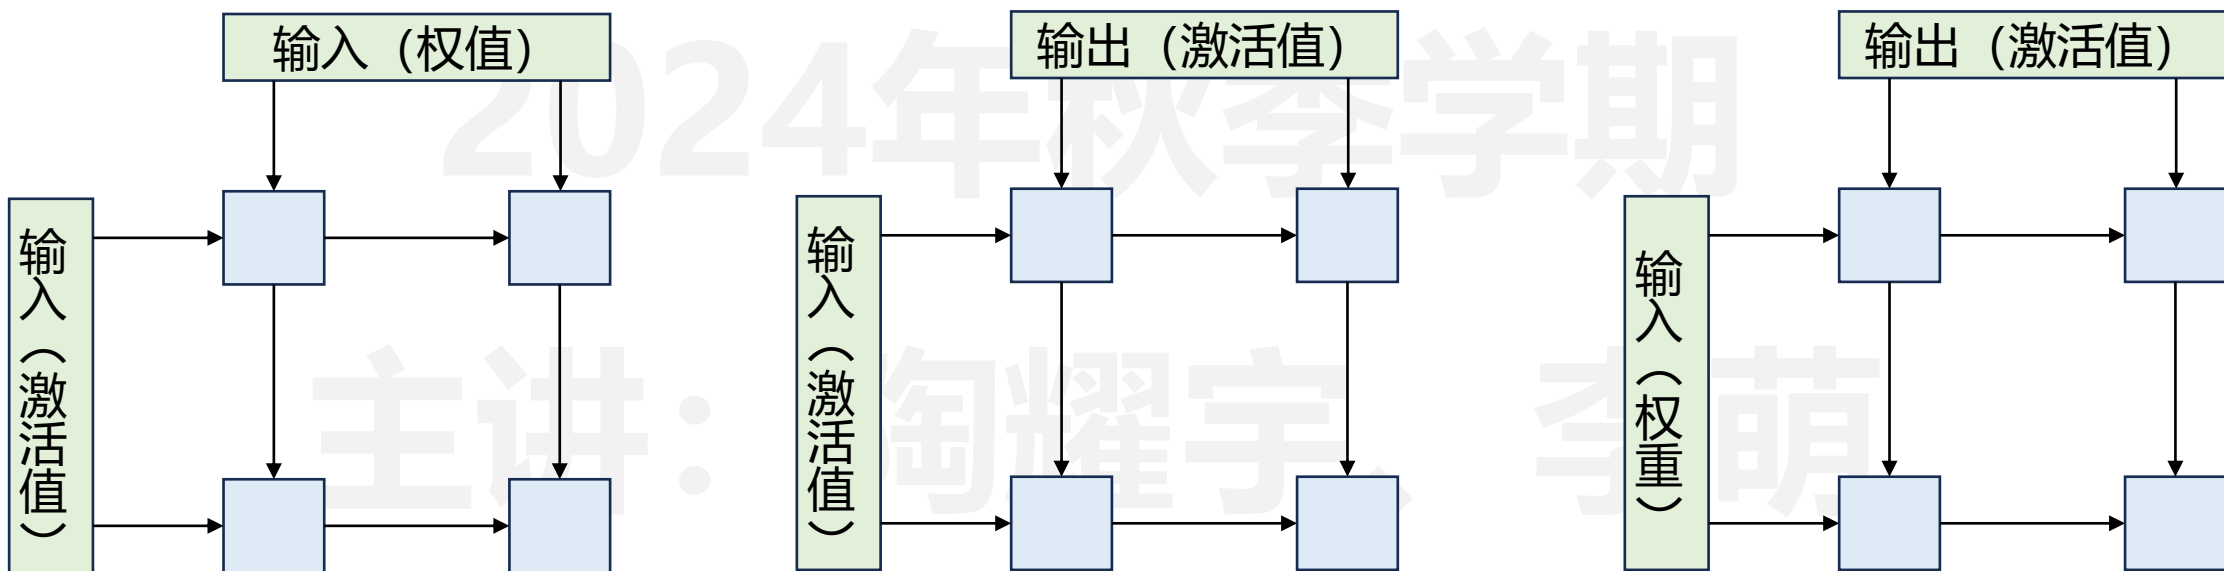 输入（权值）
输出（激活值）
输出（激活值）
2024年秋季学期
输入（激活值）
输入（激活值）
输入（权重）
主讲：陶耀宇、李萌